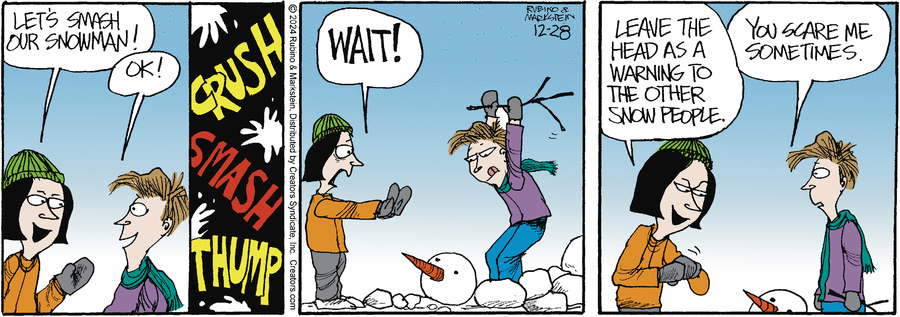 LET'S SMASH
OUR SNOWMAN!
OK!
CRUSH
SMASH
THUMP
© 2024 Rubino & Markstein, Distributed by Creators Syndicate, Inc. Creators.com
WAIT!
RUBINO &
MARKSTEIN
12-28
LEAVE THE
HEAD AS A
WARNING TO
THE OTHER
SNOW PEOPLE.
YOU SCARE ME
SOMETIMES.